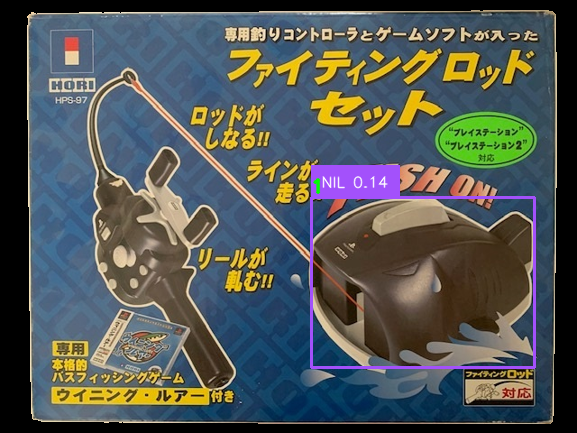 専用釣りコントローラとゲームソフトが入った
ファイティングロッド
セット
HORI
HPS-97
ロッドが
しなる!!
"プレイステーション"
"プレイステーション2"
対応
ラインが
走る
SH ON!
1
NIL 0.14
リールが
軋む!!
専用
本格的
バスフィッシングゲーム
ウイニング・ルアー付き
ファイティングロッド
対応